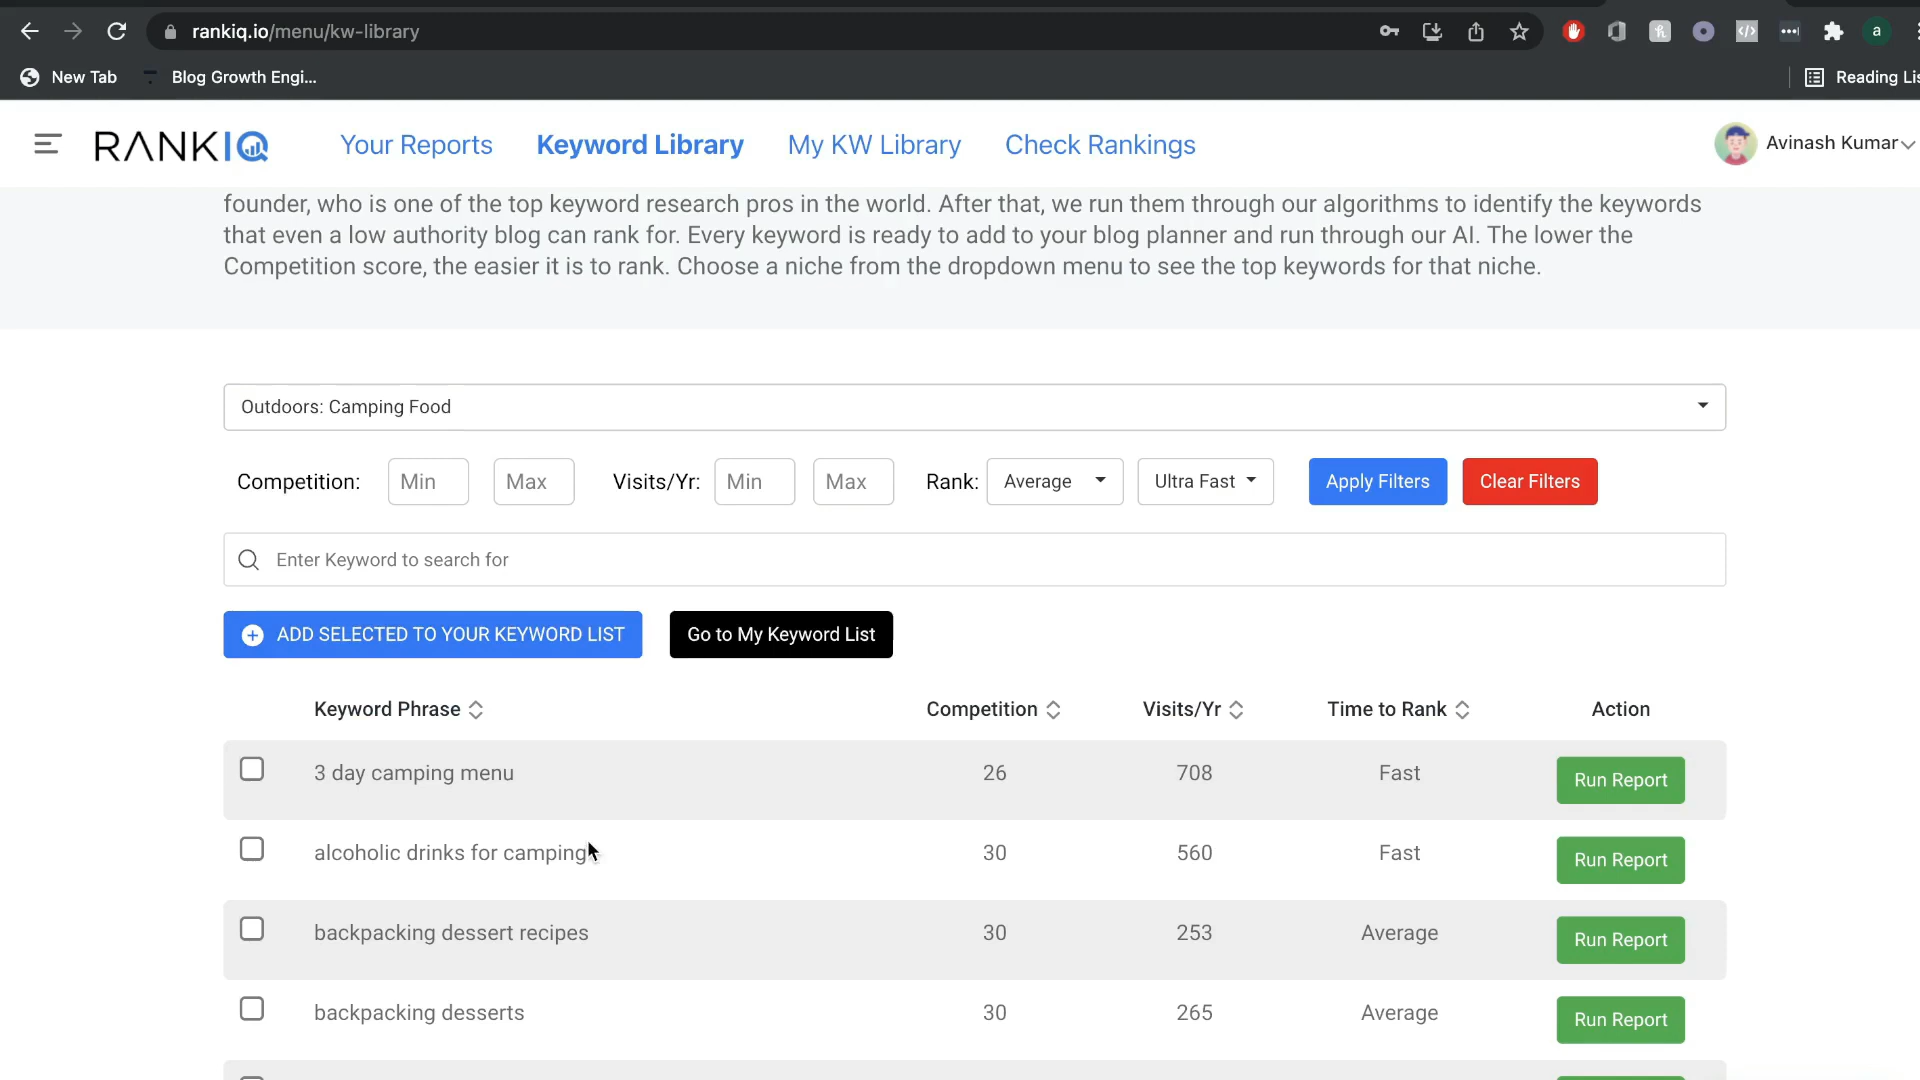 rankiq.io/menu/kw-library
a
New Tab
Blog Growth Engi...
Reading Lis
RANKIQ
Your Reports
Keyword Library
My KW Library
Check Rankings
Avinash Kumar
founder, who is one of the top keyword research pros in the world. After that, we run them through our algorithms to identify the keywords
that even a low authority blog can rank for. Every keyword is ready to add to your blog planner and run through our AI. The lower the
Competition score, the easier it is to rank. Choose a niche from the dropdown menu to see the top keywords for that niche.
Outdoors: Camping Food
Competition: Min Max Visits/Yr: Min Max Rank: Average Ultra Fast Apply Filters Clear Filters
Enter Keyword to search for
ADD SELECTED TO YOUR KEYWORD LIST Go to My Keyword List
Keyword Phrase Competition Visits/Yr Time to Rank Action
3 day camping menu 26 708 Fast Run Report
alcoholic drinks for camping 30 560 Fast Run Report
backpacking dessert recipes 30 253 Average Run Report
backpacking desserts 30 265 Average Run Report